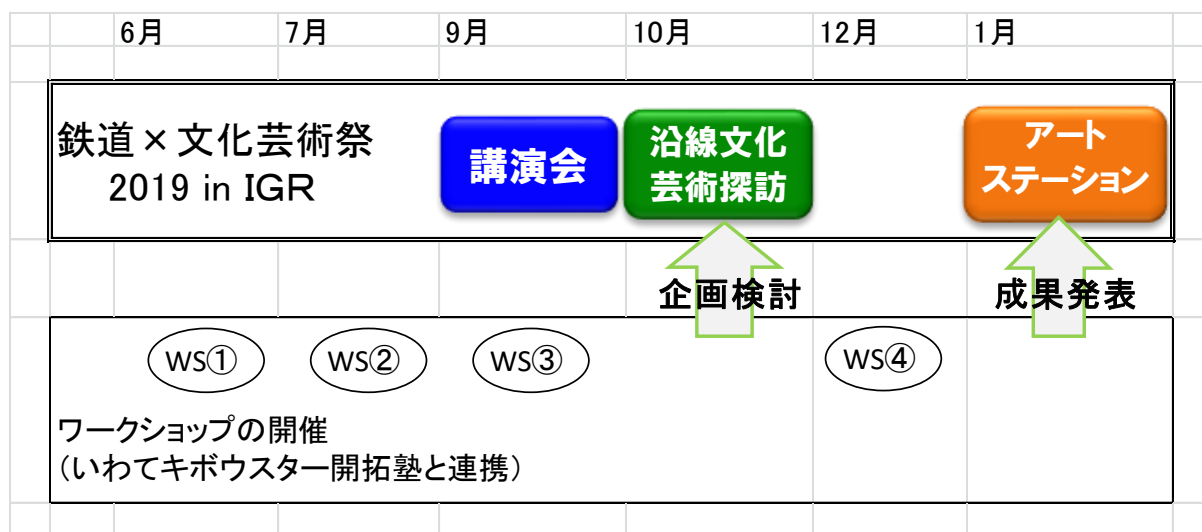 6月 7月 9月 10月 12月 1月
鉄道×文化芸術祭
2019 in IGR
講演会
沿線文化
芸術探訪
アート
ステーション
企画検討
成果発表
WS① WS② WS③ WS④
ワークショップの開催
(いわてキボウスター開拓塾と連携)